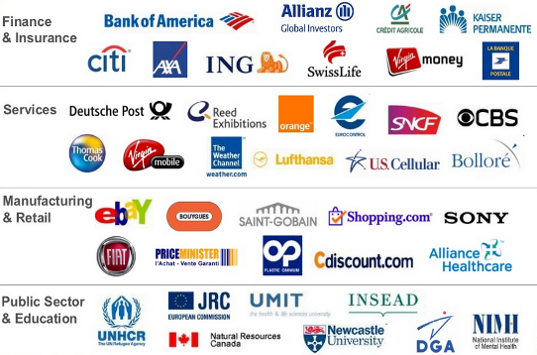 Finance
& Insurance
Bank of America
Allianz
Global Investors
CA
CRÉDIT AGRICOLE
KAISER
PERMANENTE
citi
AXA
ING
SwissLife
Virgin
money
LA BANQUE
POSTALE
Services
Deutsche Post
Reed
Exhibitions
orange™
EUROCONTROL
SNCF
CBS
Thomas
Cook
Virgin
mobile
The
Weather
Channel
weather.com
Lufthansa
U.S. Cellular
Bolloré
Manufacturing
& Retail
ebay
BOUYGUES
SAINT-GOBAIN
Shopping.com
SONY
FIAT
PRICEMINISTER
l'Achat - Vente Garanti
OP
PLASTIC OMNIUM
Cdiscount.com
Alliance
Healthcare
Public Sector
& Education
UNHCR
The UN Refugee Agency
JRC
EUROPEAN COMMISSION
UMIT
the health & life sciences university
INSEAD
Natural Resources
Canada
Newcastle
University
DGA
NIMH
National Institute
of Mental Health